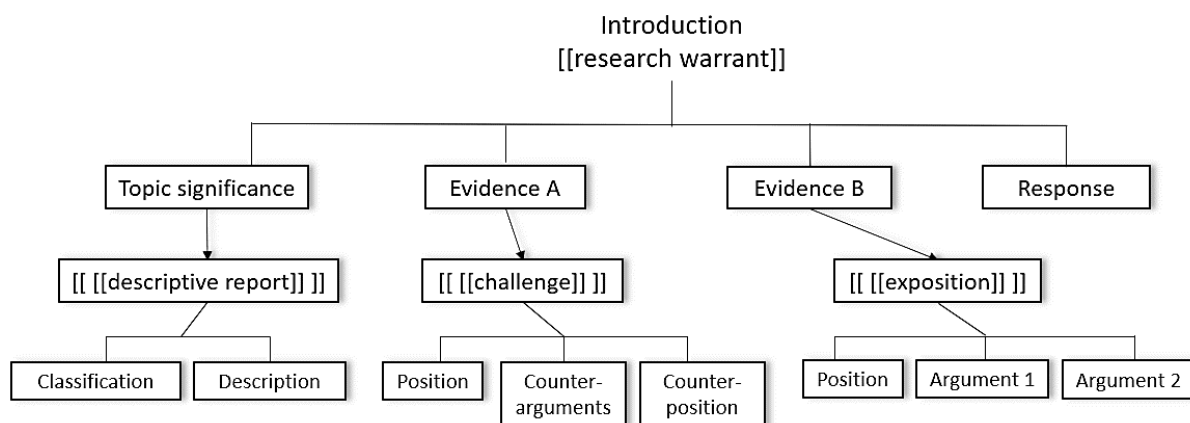 Introduction
[[research warrant]]
Topic significance
Evidence A
Evidence B
Response
[[ [[descriptive report]] ]]
[[ [[challenge]] ]]
[[ [[exposition]] ]]
Classification
Description
Position
Counter-
arguments
Counter-
position
Position
Argument 1
Argument 2